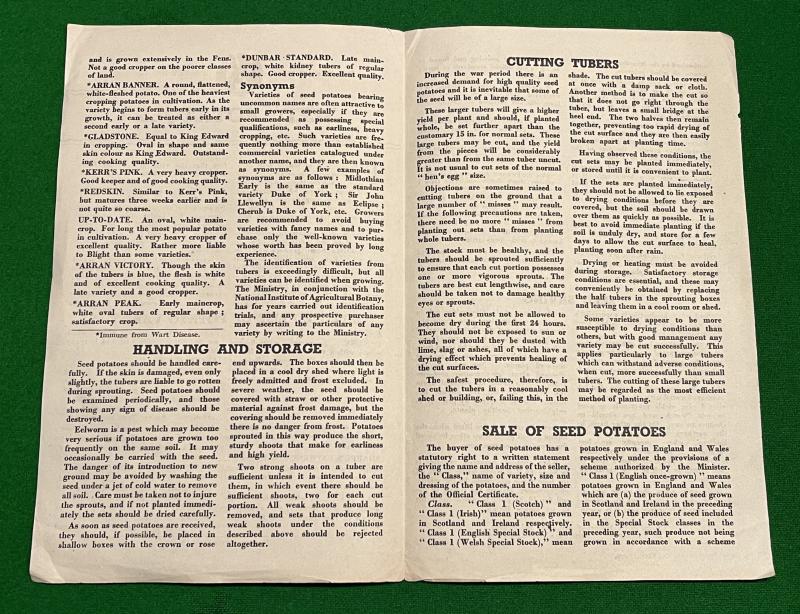 and is grown extensively in the Fens.
Not a good cropper on the poorer classes
of land.
*ARRAN BANNER. A round, flattened,
white-fleshed potato. One of the heaviest
cropping potatoes in cultivation. As the
variety begins to form tubers early in its
growth, it can be treated as either a
second early or a late variety.
*GLADSTONE. Equal to King Edward
in cropping. Oval in shape and same
skin colour as King Edward. Outstand-
ing cooking quality.
*KERR'S PINK. A very heavy cropper.
Good keeper and of good cooking quality.
*REDSKIN. Similar to Kerr's Pink,
but matures three weeks earlier and is
not quite so coarse.
UP-TO-DATE. An oval, white main-
crop. For long the most popular potato
in cultivation. A very heavy cropper of
excellent quality. Rather more liable
to Blight than some varieties.
*ARRAN VICTORY. Though the skin
of the tubers is blue, the flesh is white
and of excellent cooking quality. A
late variety and a good cropper.
*ARRAN PEAK. Early maincrop,
white oval tubers of regular shape;
satisfactory crop.
*Immune from Wart Disease.
*DUNBAR STANDARD. Late main-
crop, white kidney tubers of regular
shape. Good cropper. Excellent quality.
Synonyms
Varieties of seed potatoes bearing
uncommon names are often attractive to
small growers, especially if they are
recommended as possessing special
qualifications, such as earliness, heavy
cropping, etc. Such varieties are fre-
quently nothing more than established
commercial varieties catalogued under
another name, and they are then known
as synonyms. A few examples of
synonyms are as follows: Midlothian
Early is the same as the standard
variety Duke of York; Sir John
Llewellyn is the same as Eclipse;
Cherub is Duke of York, etc. Growers
are recommended to avoid buying
varieties with fancy names and to pur-
chase only the well-known varieties
whose worth has been proved by long
experience.
The identification of varieties from
tubers is exceedingly difficult, but all
varieties can be identified when growing.
The Ministry, in conjunction with the
National Institute of Agricultural Botany,
has for years carried out identification
trials, and any prospective purchaser
may ascertain the particulars of any
variety by writing to the Ministry.
HANDLING AND STORAGE
Seed potatoes should be handled care-
fully. If the skin is damaged, even only
slightly, the tubers are liable to go rotten
during sprouting. Seed potatoes should
be examined periodically, and those
showing any sign of disease should be
destroyed.
Eelworm is a pest which may become
very serious if potatoes are grown too
frequently on the same soil. It may
occasionally be carried with the seed.
The danger of its introduction to new
ground may be avoided by washing the
seed under a jet of cold water to remove
all soil. Care must be taken not to injure
the sprouts, and if not planted immedi-
ately the sets should be dried carefully.
As soon as seed potatoes are received,
they should, if possible, be placed in
shallow boxes with the crown or rose
end upwards. The boxes should then be
placed in a cool dry shed where light is
freely admitted and frost excluded. In
severe weather, the seed should be
covered with straw or other protective
material against frost damage, but the
covering should be removed immediately
there is no danger from frost. Potatoes
sprouted in this way produce the short,
sturdy shoots that make for earliness
and high yield.
Two strong shoots on a tuber are
sufficient unless it is intended to cut
them, in which event there should be
sufficient shoots, two for each cut
portion. All weak shoots should be
removed, and sets that produce long
weak shoots under the conditions
described above should be rejected
altogether.
CUTTING TUBERS
During the war period there is an
increased demand for high quality seed
potatoes and it is inevitable that some of
the seed will be of a large size.
These larger tubers will give a higher
yield per plant and should, if planted
whole, be set further apart than the
customary 15 in. for normal sets. These
large tubers may be cut, and the yield
from the pieces will be considerably
greater than from the same tuber uncut.
It is not usual to cut sets of the normal
"hen's egg" size.
Objections are sometimes raised to
cutting tubers on the ground that a
large number of "misses" may result.
If the following precautions are taken,
there need be no more "misses" from
planting out sets than from planting
whole tubers.
The stock must be healthy, and the
tubers should be sprouted sufficiently
to ensure that each cut portion possesses
one or more vigorous sprouts. The
tubers are best cut lengthwise, and care
should be taken not to damage healthy
eyes or sprouts.
The cut sets must not be allowed to
become dry during the first 24 hours.
They should not be exposed to sun or
wind, nor should they be dusted with
lime, slag or ashes, all of which have a
drying effect which prevents healing of
the cut surfaces.
The safest procedure, therefore, is
to cut the tubers in a reasonably cool
shed or building, or, failing this, in the
shade. The cut tubers should be covered
at once with a damp sack or cloth.
Another method is to make the cut so
that it does not go right through the
tuber, but leaves a small bridge at the
heel end. The two halves then remain
together, preventing too rapid drying of
the cut surface and they are then easily
broken apart at planting time.
Having observed these conditions, the
cut sets may be planted immediately,
or stored until it is convenient to plant.
If the sets are planted immediately,
they should not be allowed to lie exposed
to drying conditions before they are
covered, but the soil should be drawn
over them as quickly as possible. It is
best to avoid immediate planting if the
soil is unduly dry, and store for a few
days to allow the cut surface to heal,
planting soon after rain.
Drying or heating must be avoided
during storage. Satisfactory storage
conditions are essential, and these may
conveniently be obtained by replacing
the half tubers in the sprouting boxes
and leaving them in a cool room or shed.
Some varieties appear to be more
susceptible to drying conditions than
others, but with good management any
variety may be cut successfully. This
applies particularly to large tubers
which can withstand adverse conditions,
when cut, more successfully than small
tubers. The cutting of these large tubers
may be regarded as the most efficient
method of planting.
SALE OF SEED POTATOES
The buyer of seed potatoes has a
statutory right to a written statement
giving the name and address of the seller,
the "Class," name of variety, size and
dressing of the potatoes, and the number
of the Official Certificate.
Class. "Class 1 (Scotch)" and
"Class 1 (Irish)" mean potatoes grown
in Scotland and Ireland respectively.
"Class 1 (English Special Stock)" and
"Class 1 (Welsh Special Stock)," mean
potatoes grown in England and Wales
respectively under the provisions of a
scheme authorized by the Minister.
"Class 1 (English once-grown)" means
potatoes grown in England and Wales
which are (a) the produce of seed grown
in Scotland and Ireland in the preceding
year, or (b) the produce of seed included
in the Special Stock classes in the
preceding year, such produce not being
grown in accordance with a scheme